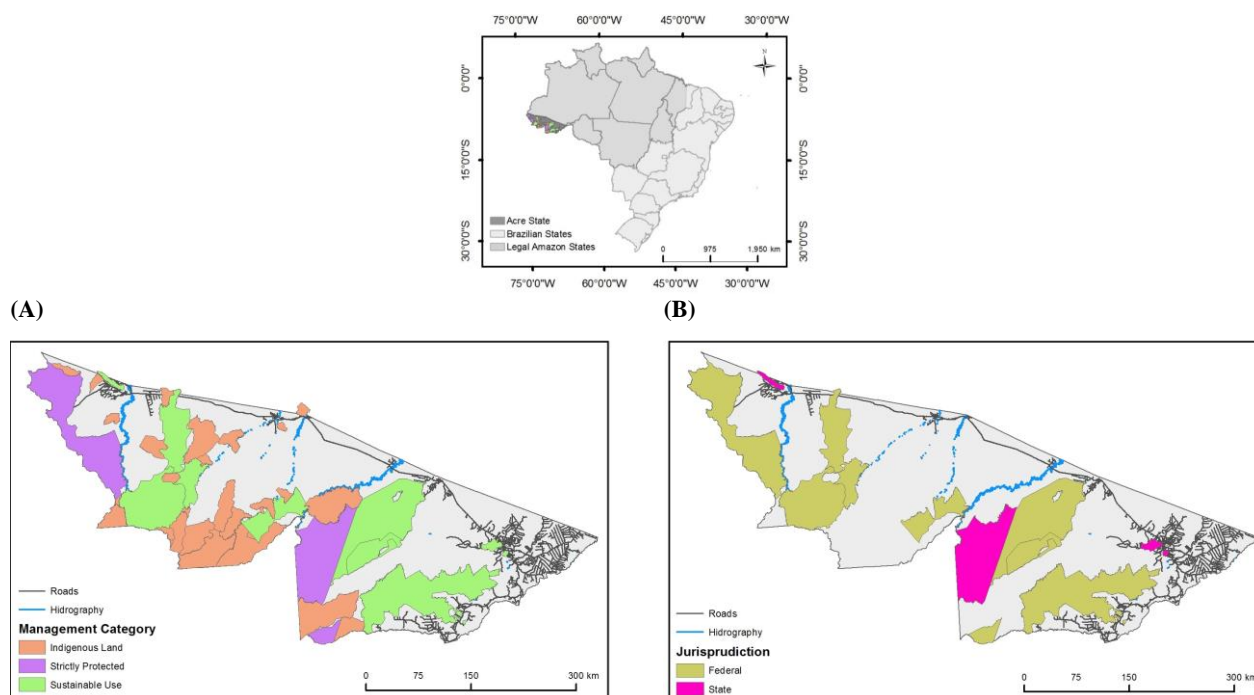 75°0'0"W 60°0'0"W 45°0'0"W 30°0'0"W
N
0°0'0" 0°0'0"
15°0'0"S 15°0'0"S
30°0'0"S 30°0'0"S
Acre State
Brazilian States
Legal Amazon States
0 975 1,950 km
75°0'0"W 60°0'0"W 45°0'0"W 30°0'0"W
(A)
Roads
Hidrography
Management Category
Indigenous Land
Strictly Protected
Sustainable Use
0 75 150 300 km
(B)
Roads
Hidrography
Jurisprudiction
Federal
State
0 75 150 300 km